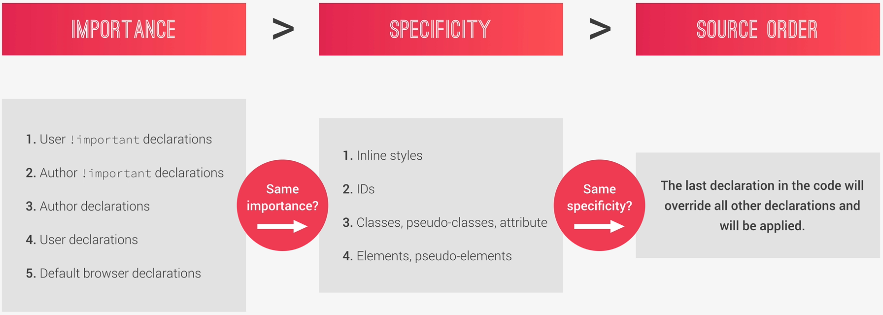 IMPORTANCE > SPECIFICITY > SOURCE ORDER
1. User !important declarations
2. Author !important declarations
3. Author declarations
4. User declarations
5. Default browser declarations
Same
importance?
1. Inline styles
2. IDs
3. Classes, pseudo-classes, attribute
4. Elements, pseudo-elements
Same
specificity?
The last declaration in the code will
override all other declarations and
will be applied.